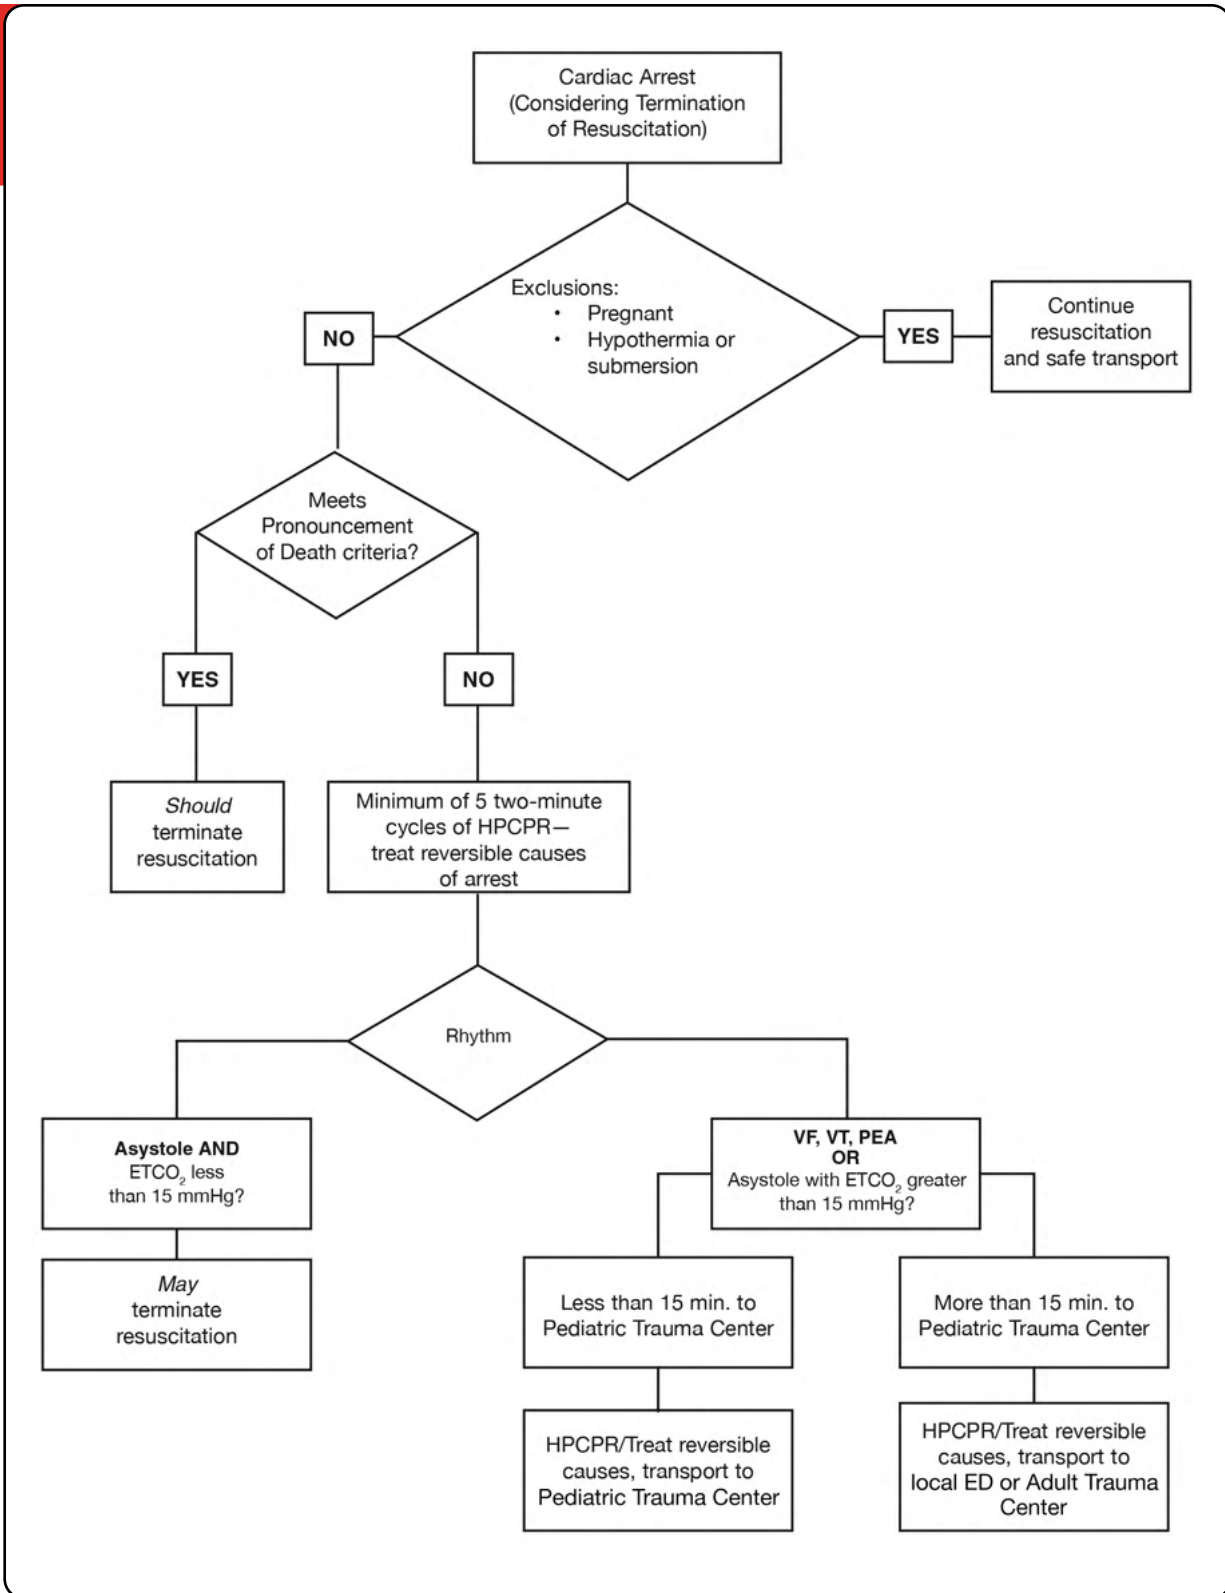 Cardiac Arrest
(Considering Termination
of Resuscitation)
Exclusions:
• Pregnant
• Hypothermia or
submersion
NO
YES
Continue
resuscitation
and safe transport
Meets
Pronouncement
of Death criteria?
YES
NO
Should
terminate
resuscitation
Minimum of 5 two-minute
cycles of HPCPR—
treat reversible causes
of arrest
Rhythm
Asystole AND
ETCO₂ less
than 15 mmHg?
May
terminate
resuscitation
VF, VT, PEA
OR
Asystole with ETCO₂ greater
than 15 mmHg?
Less than 15 min. to
Pediatric Trauma Center
More than 15 min. to
Pediatric Trauma Center
HPCPR/Treat reversible
causes, transport to
Pediatric Trauma Center
HPCPR/Treat reversible
causes, transport to
local ED or Adult Trauma
Center